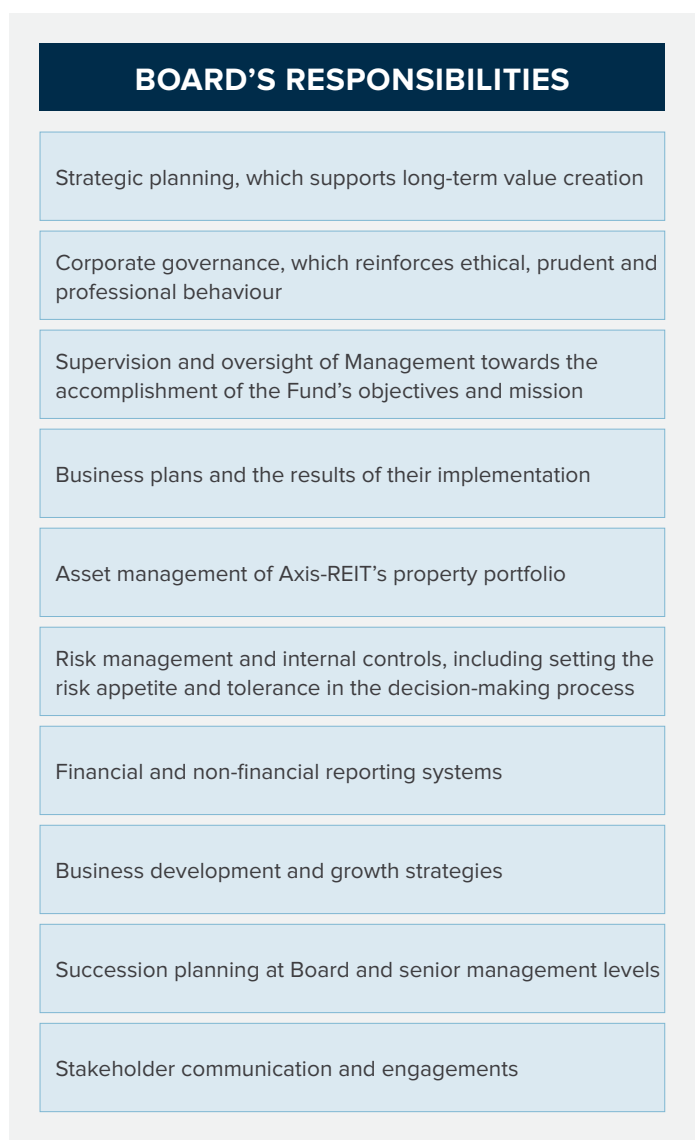 BOARD’S RESPONSIBILITIES
Strategic planning, which supports long-term value creation
Corporate governance, which reinforces ethical, prudent and
professional behaviour
Supervision and oversight of Management towards the
accomplishment of the Fund’s objectives and mission
Business plans and the results of their implementation
Asset management of Axis-REIT’s property portfolio
Risk management and internal controls, including setting the
risk appetite and tolerance in the decision-making process
Financial and non-financial reporting systems
Business development and growth strategies
Succession planning at Board and senior management levels
Stakeholder communication and engagements